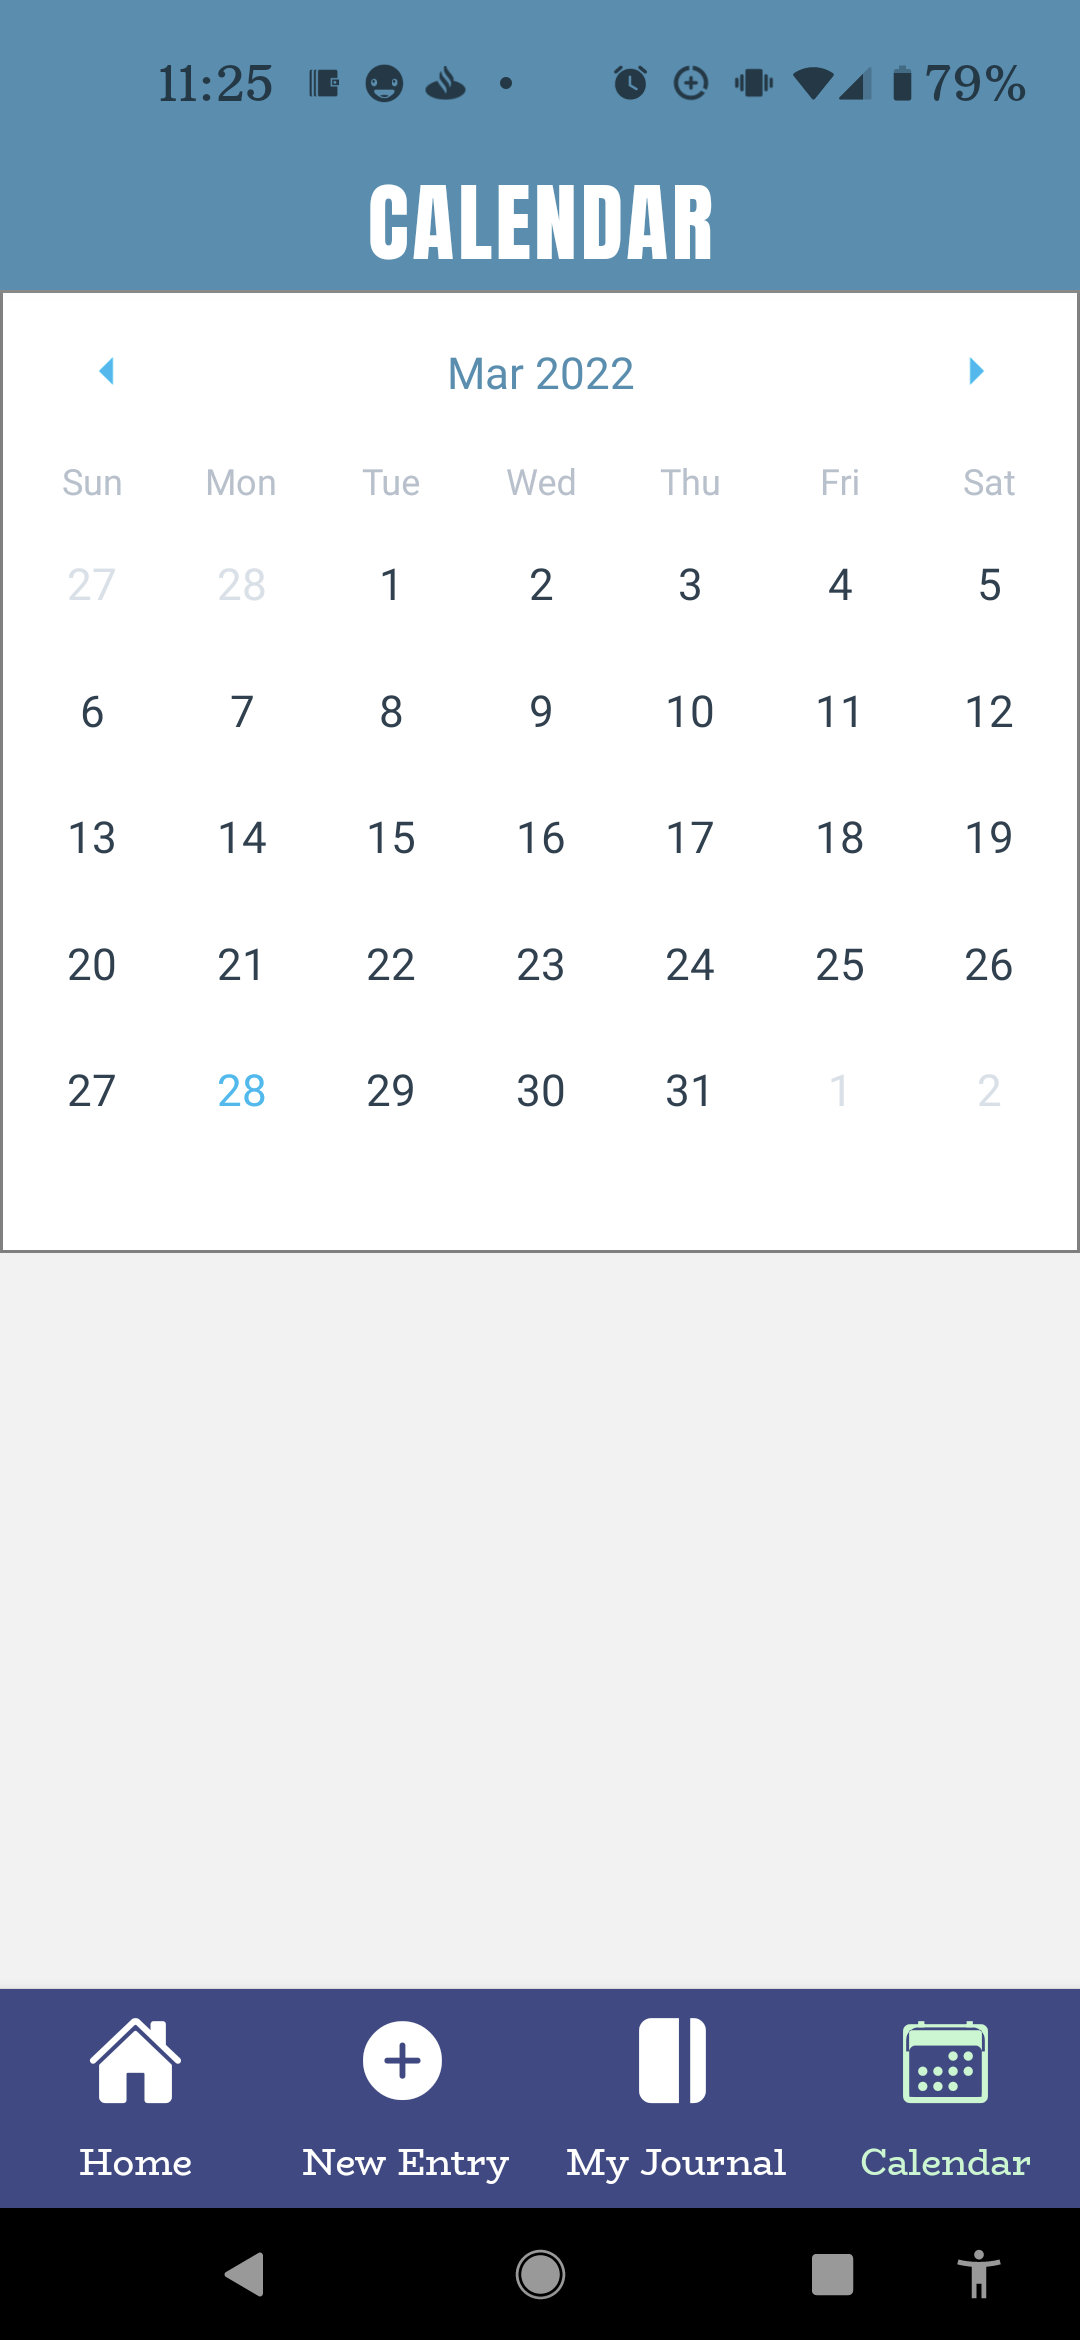 11:25 79%
CALENDAR
Mar 2022
Sun Mon Tue Wed Thu Fri Sat
27 28 1 2 3 4 5
6 7 8 9 10 11 12
13 14 15 16 17 18 19
20 21 22 23 24 25 26
27 28 29 30 31 1 2
Home New Entry My Journal Calendar